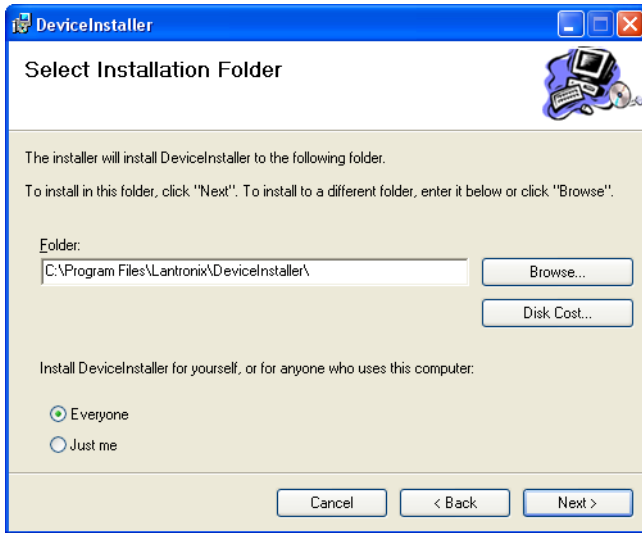 DeviceInstaller
Select Installation Folder
The installer will install DeviceInstaller to the following folder.
To install in this folder, click "Next". To install to a different folder, enter it below or click "Browse".
Folder:
C:\Program Files\Lantronix\DeviceInstaller\
Browse...
Disk Cost...
Install DeviceInstaller for yourself, or for anyone who uses this computer:
Everyone
Just me
Cancel
< Back
Next >